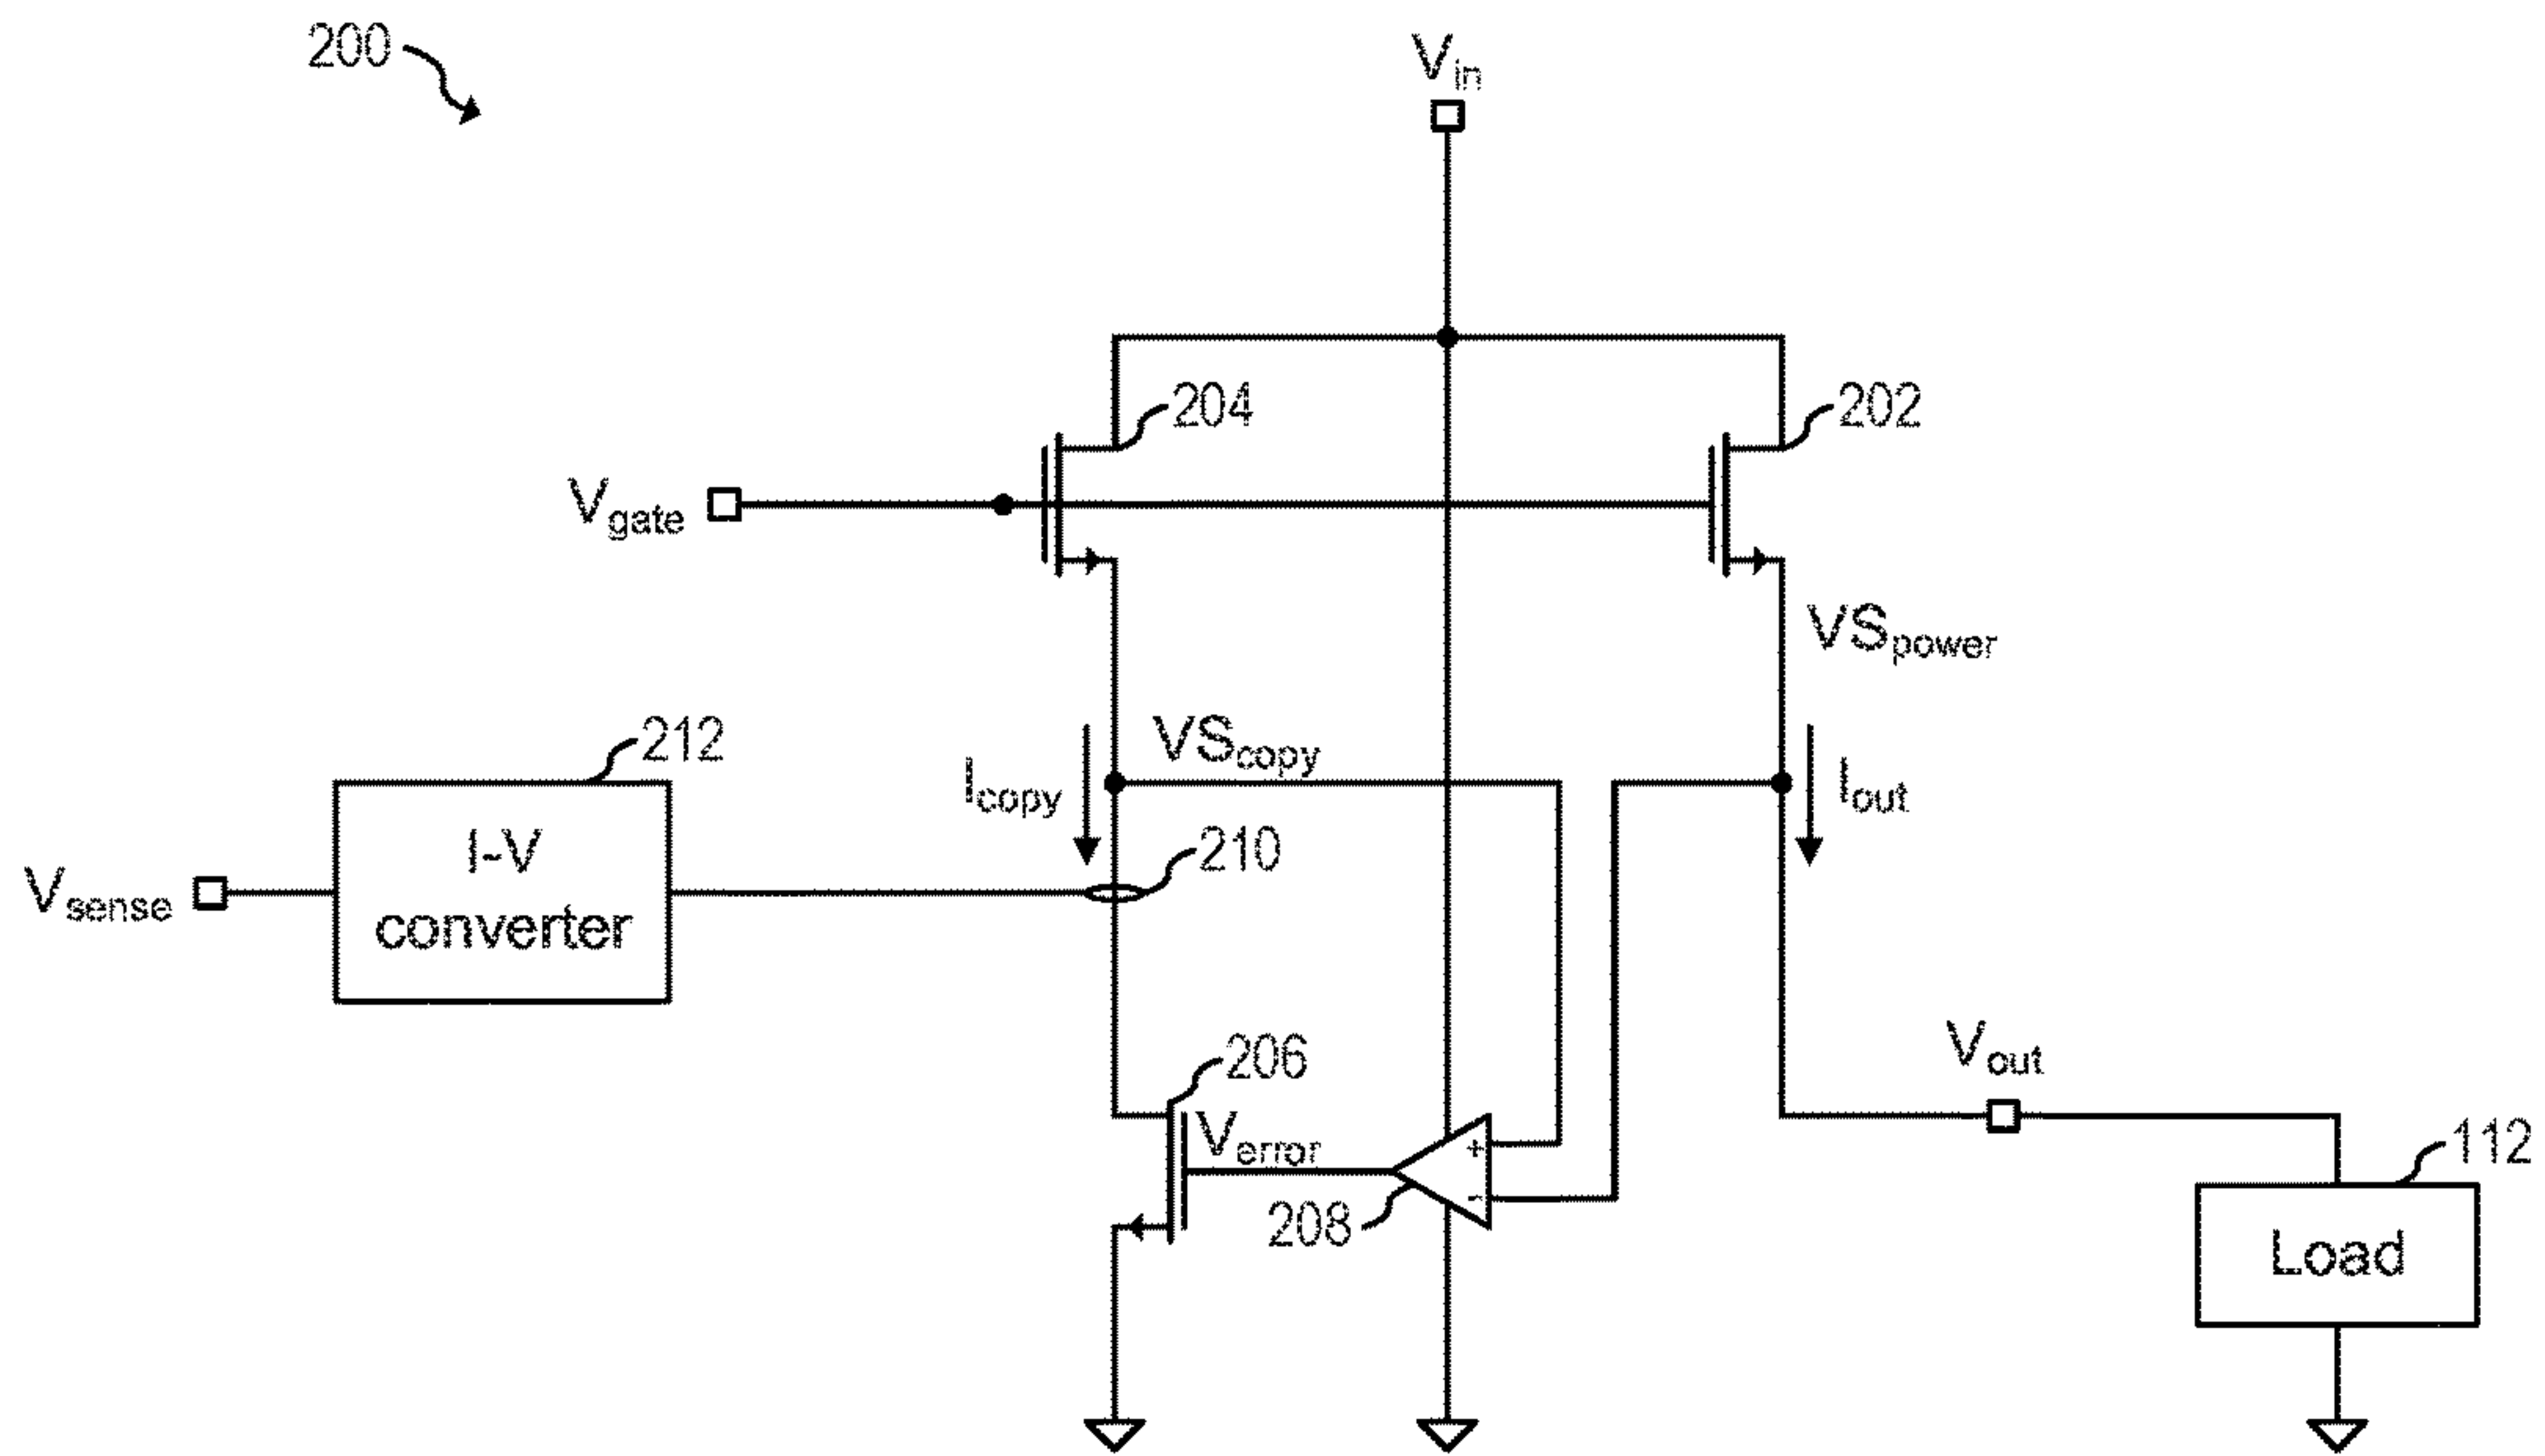 200
Vin
204
202
Vgate
VSpower
212
VScopy
Icopy
Iout
I-V
converter
210
Vsense
206
Vout
Verror
+
-
208
112
Load